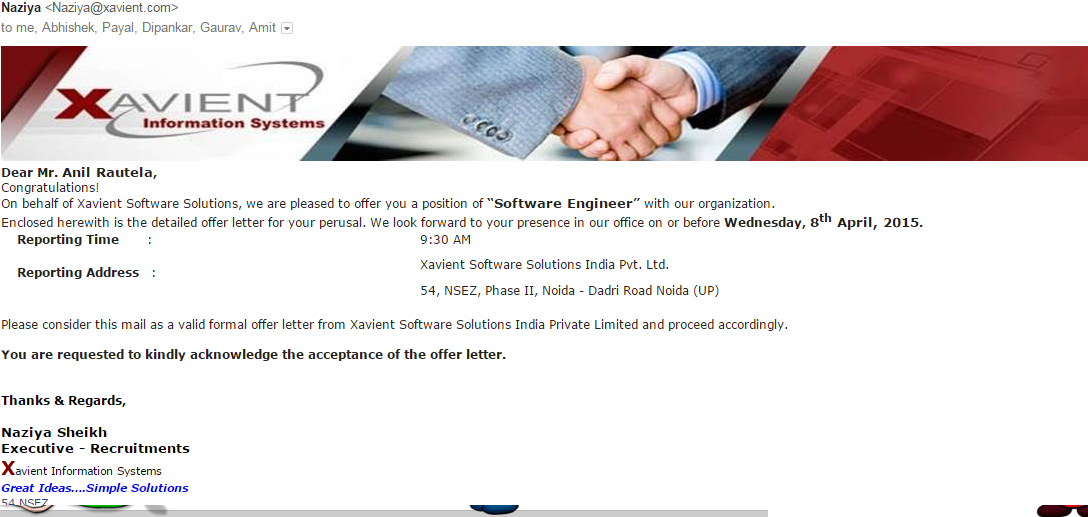 Naziya <Naziya@xavient.com>
to me, Abhishek, Payal, Dipankar, Gaurav, Amit
XAVIENT
Information Systems
Dear Mr. Anil Rautela,
Congratulations!
On behalf of Xavient Software Solutions, we are pleased to offer you a position of “Software Engineer” with our organization.
Enclosed herewith is the detailed offer letter for your perusal. We look forward to your presence in our office on or before Wednesday, 8th April, 2015.
Reporting Time : 9:30 AM
Reporting Address : Xavient Software Solutions India Pvt. Ltd.
54, NSEZ, Phase II, Noida - Dadri Road Noida (UP)
Please consider this mail as a valid formal offer letter from Xavient Software Solutions India Private Limited and proceed accordingly.
You are requested to kindly acknowledge the acceptance of the offer letter.
Thanks & Regards,
Naziya Sheikh
Executive - Recruitments
Xavient Information Systems
Great Ideas....Simple Solutions
54 NSEZ